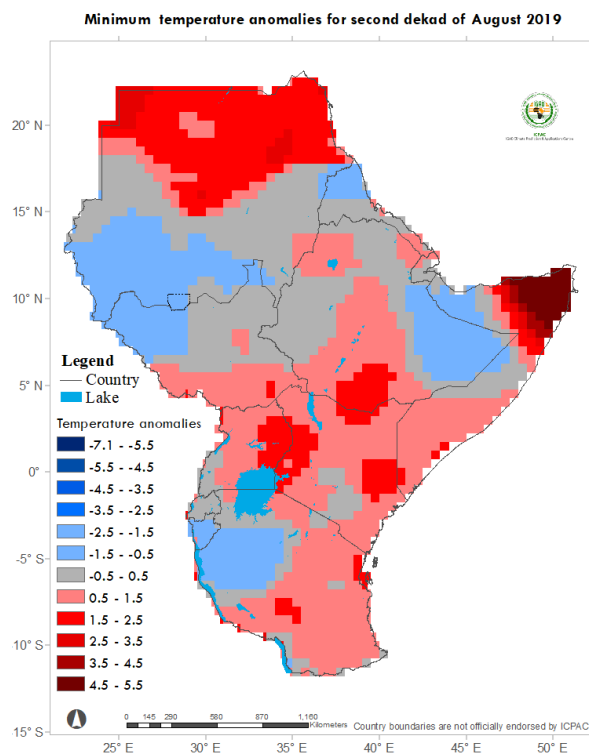 Minimum temperature anomalies for second dekad of August 2019
ICPAC
20° N
15° N
10° N
5° N
0°
-5° S
10° S
15° S
Legend
Country
Lake
Temperature anomalies
-7.1 - -5.5
-5.5 - -4.5
-4.5 - -3.5
-3.5 - -2.5
-2.5 - -1.5
-1.5 - -0.5
-0.5 - 0.5
0.5 - 1.5
1.5 - 2.5
2.5 - 3.5
3.5 - 4.5
4.5 - 5.5
0 145 290 580 870 1,160
Kilometers
Country boundaries are not officially endorsed by ICPAC
25° E 30° E 35° E 40° E 45° E 50° E